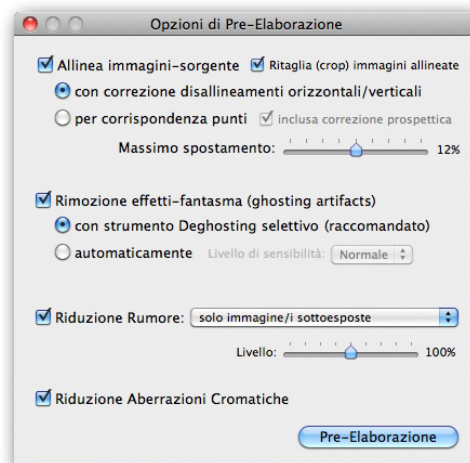 Opzioni di Pre-Elaborazione
Allinea immagini-sorgente Ritaglia (crop) immagini allineate
con correzione disallineamenti orizzontali/verticali
per corrispondenza punti inclusa correzione prospettica
Massimo spostamento: 12%
Rimozione effetti-fantasma (ghosting artifacts)
con strumento Deghosting selettivo (raccomandato)
automaticamente Livello di sensibilità: Normale
Riduzione Rumore: solo immagine/i sottoesposte
Livello: 100%
Riduzione Aberrazioni Cromatiche
Pre-Elaborazione